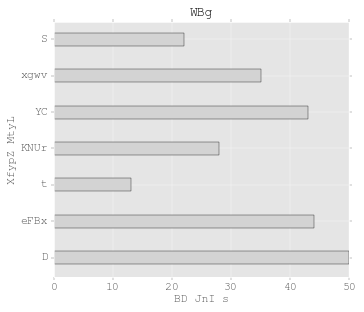 WBg
S
xgwv
YC
KNUr
t
eFBx
D
XfypZ MtyL
0 10 20 30 40 50
BD JnI s